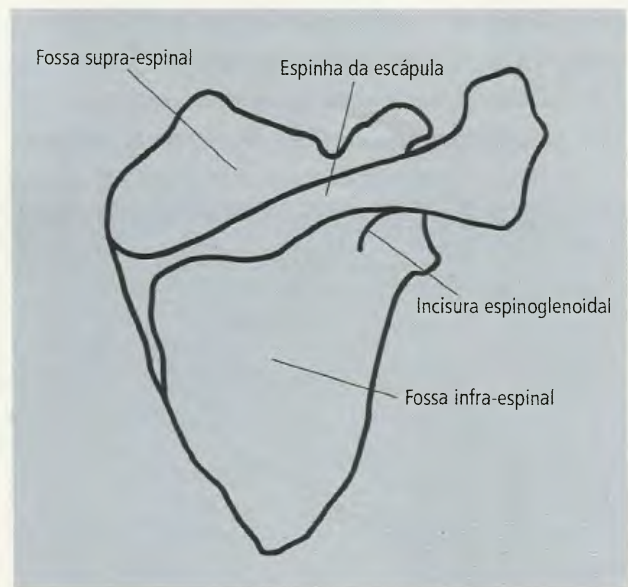 Fossa supra-espinal
Espinha da escápula
Incisura espinoglenoidal
Fossa infra-espinal